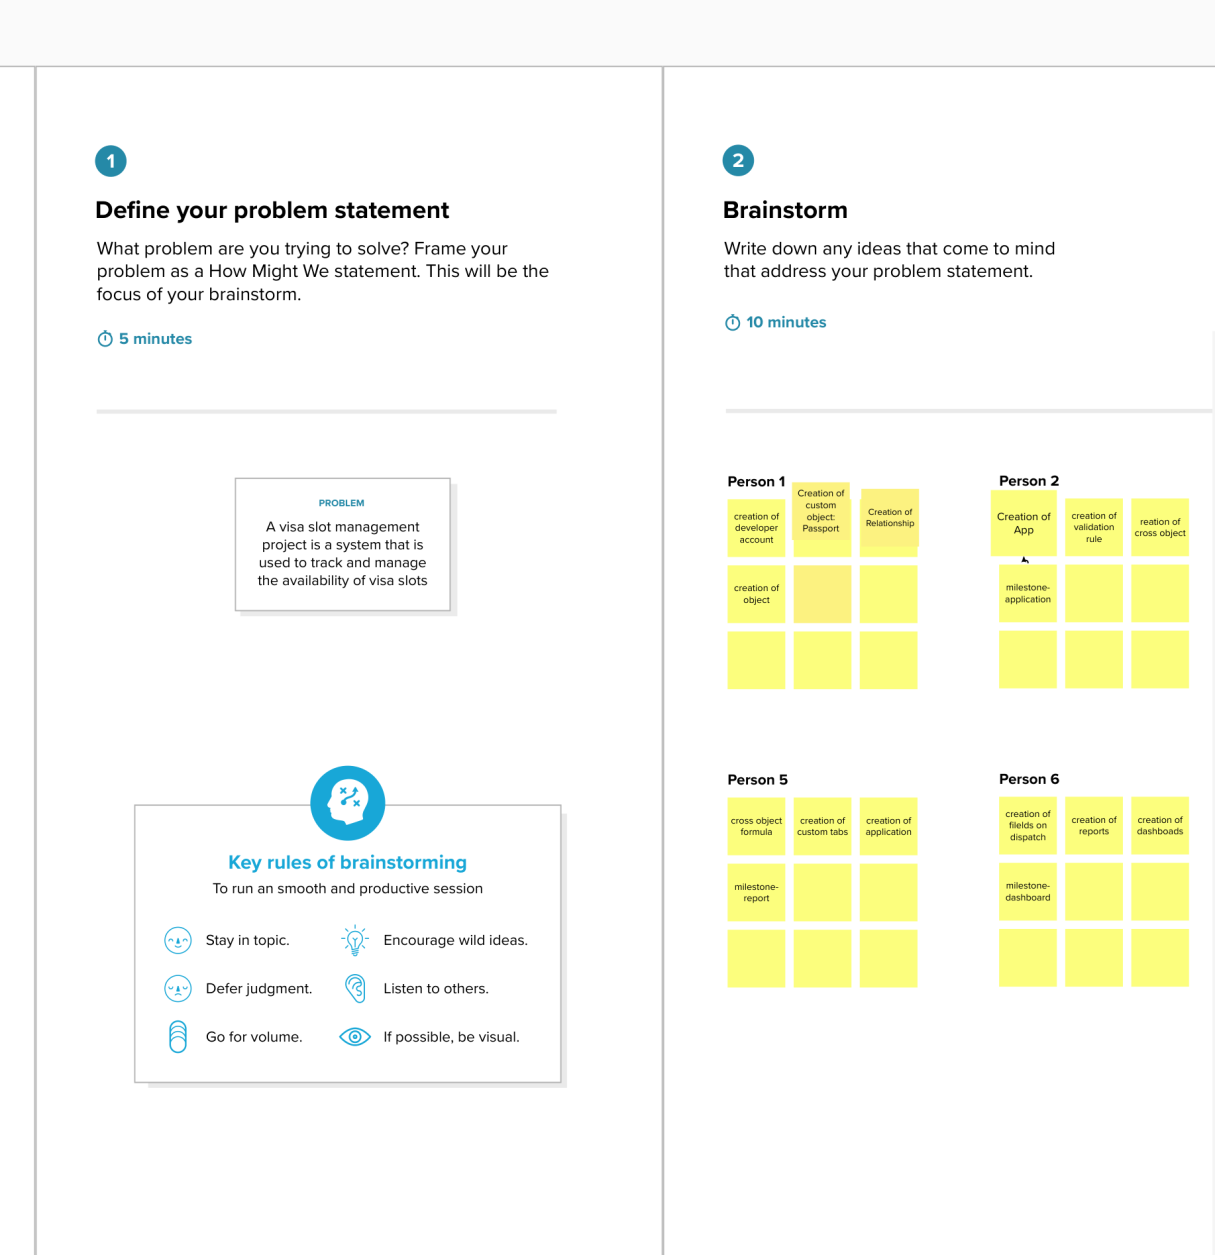 1
Define your problem statement
What problem are you trying to solve? Frame your
problem as a How Might We statement. This will be the
focus of your brainstorm.
5 minutes
PROBLEM
A visa slot management
project is a system that is
used to track and manage
the availability of visa slots
Key rules of brainstorming
To run an smooth and productive session
Stay in topic.
Encourage wild ideas.
Defer judgment.
Listen to others.
Go for volume.
If possible, be visual.
2
Brainstorm
Write down any ideas that come to mind
that address your problem statement.
10 minutes
Person 1
creation of
developer
account
Creation of
custom
object:
Passport
Creation of
Relationship
creation of
object
Person 2
Creation of
App
creation of
validation
rule
reation of
cross object
milestone-
application
Person 5
cross object
formula
creation of
custom tabs
creation of
application
milestone-
report
Person 6
creation of
filelds on
dispatch
creation of
reports
creation of
dashboads
milestone-
dashboard